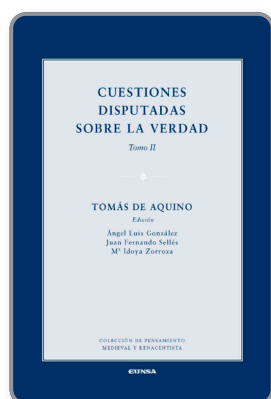 CUESTIONES
DISPUTADAS
SOBRE LA VERDAD
Tomo II
TOMÁS DE AQUINO
Edición
Ángel Luis González
Juan Fernando Sellés
Mª Idoya Zorroza
COLECCIÓN DE PENSAMIENTO
MEDIEVAL Y RENACENTISTA
EUNSA